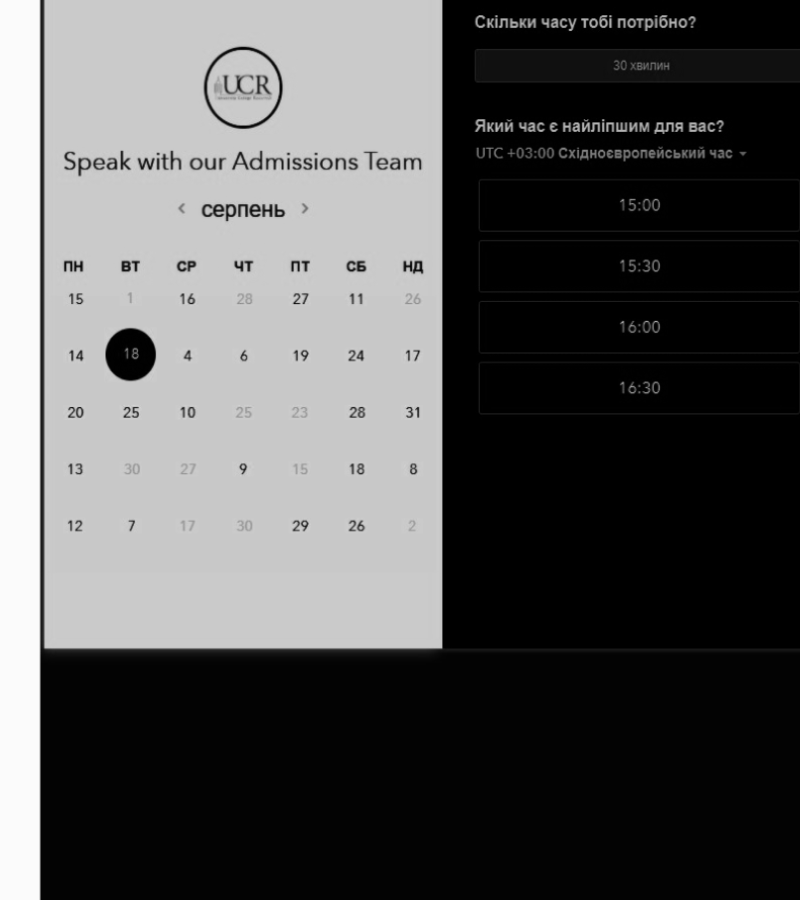 UCR
Speak with our Admissions Team
серпень
ПН ВТ СР ЧТ ПТ СБ НД
15 1 16 28 27 11 26
14 18 4 6 19 24 17
20 25 10 25 23 28 31
13 30 27 9 15 18 8
12 7 17 30 29 26 2
Скільки часу тобі потрібно?
30 хвилин
Який час є найліпшим для вас?
UTC +03:00 Східноєвропейський час
15:00
15:30
16:00
16:30